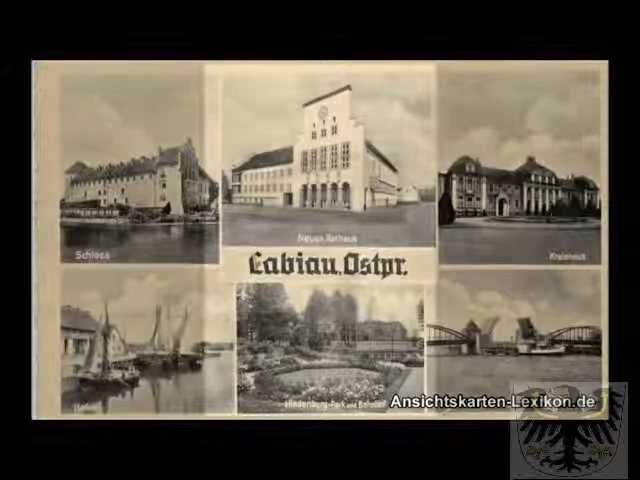 Schloss
Neues Rathaus
Kreishaus
Labiau, Ostpr.
Hafen
Hindenburg-Park und Bahnhof
Ansichtskarten-Lexikon.de